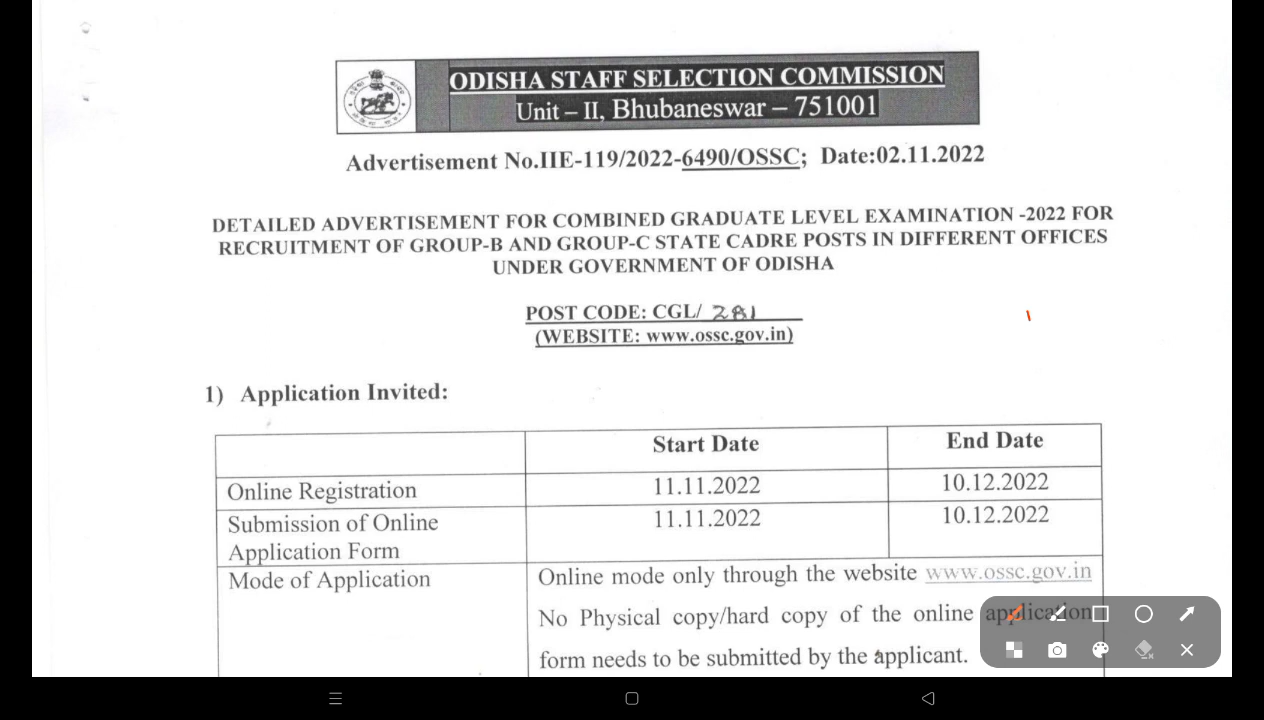 ODISHA STAFF SELECTION COMMISSION
Unit – II, Bhubaneswar – 751001
Advertisement No.IIE-119/2022-6490/OSSC; Date:02.11.2022
DETAILED ADVERTISEMENT FOR COMBINED GRADUATE LEVEL EXAMINATION -2022 FOR
RECRUITMENT OF GROUP-B AND GROUP-C STATE CADRE POSTS IN DIFFERENT OFFICES
UNDER GOVERNMENT OF ODISHA
POST CODE: CGL/ 281
(WEBSITE: www.ossc.gov.in)
1) Application Invited:
Start Date End Date
Online Registration 11.11.2022 10.12.2022
Submission of Online 11.11.2022 10.12.2022
Application Form
Mode of Application Online mode only through the website www.ossc.gov.in
No Physical copy/hard copy of the online application
form needs to be submitted by the applicant.